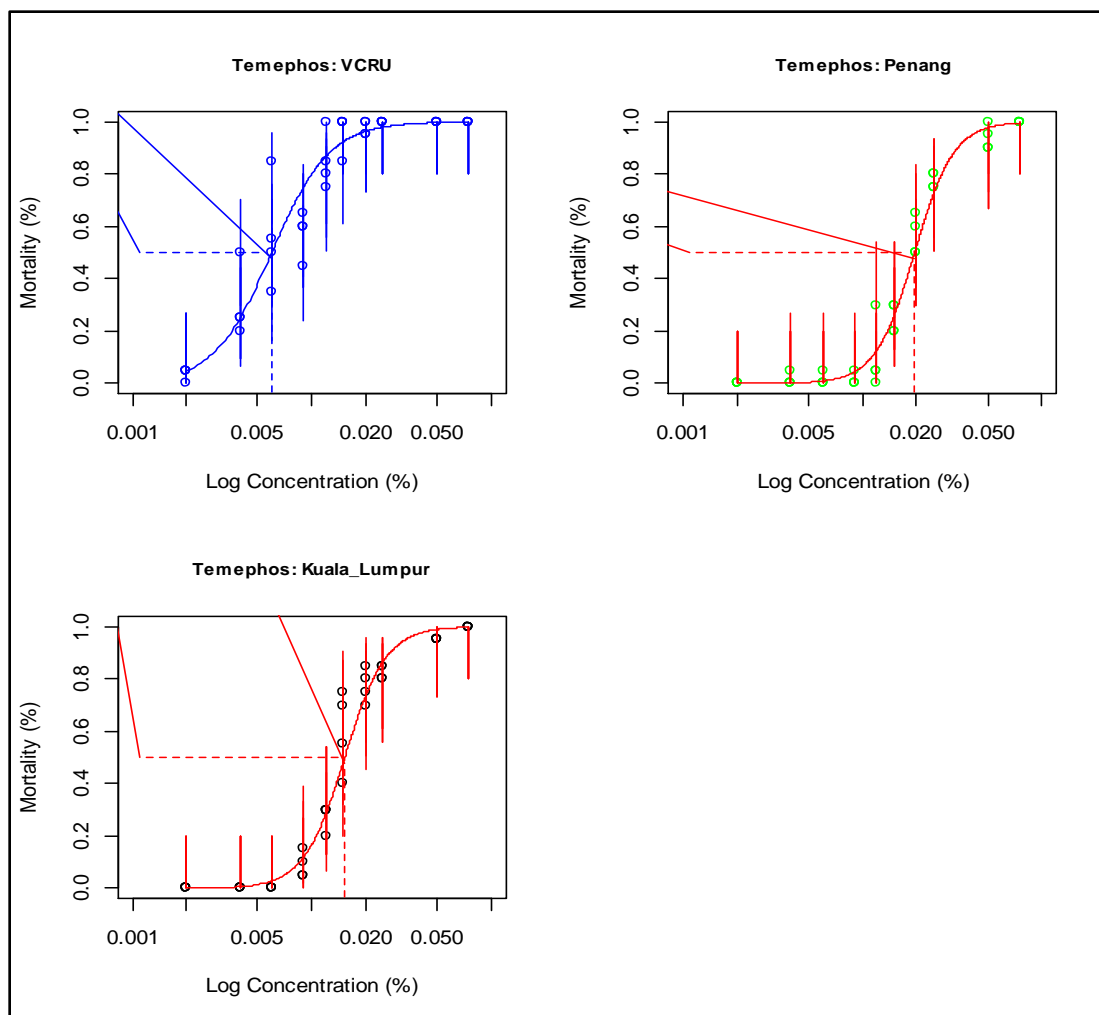 Temephos: VCRU
Mortality (%)
1.0
0.8
0.6
0.4
0.2
0.0
0.001 0.005 0.020 0.050
Log Concentration (%)
Temephos: Penang
Mortality (%)
1.0
0.8
0.6
0.4
0.2
0.0
0.001 0.005 0.020 0.050
Log Concentration (%)
Temephos: Kuala_Lumpur
Mortality (%)
1.0
0.8
0.6
0.4
0.2
0.0
0.001 0.005 0.020 0.050
Log Concentration (%)